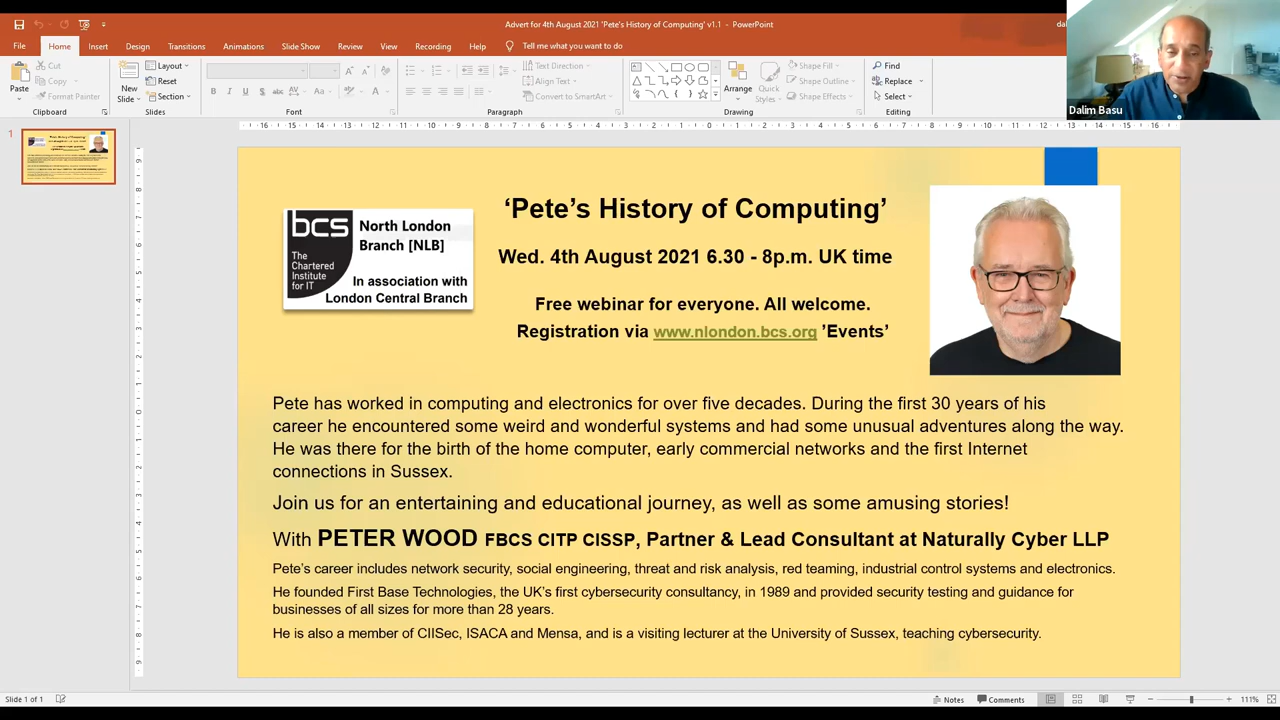 Advert for 4th August 2021 'Pete's History of Computing' v1.1 - PowerPoint
File Home Insert Design Transitions Animations Slide Show Review View Recording Help Tell me what you want to do
Paste
Cut
Copy
Format Painter
Clipboard
New
Slide
Layout
Reset
Section
Slides
B I U S
Font
Text Direction
Align Text
Convert to SmartArt
Paragraph
Arrange
Quick
Styles
Shape Fill
Shape Outline
Shape Effects
Drawing
Find
Replace
Select
Editing
Dalim Basu
1
bcs
The
Chartered
Institute
for IT
North London
Branch [NLB]
In association with
London Central Branch
‘Pete’s History of Computing’
Wed. 4th August 2021 6.30 - 8p.m. UK time
Free webinar for everyone. All welcome.
Registration via www.nlondon.bcs.org ’Events’
Pete has worked in computing and electronics for over five decades. During the first 30 years of his
career he encountered some weird and wonderful systems and had some unusual adventures along the way.
He was there for the birth of the home computer, early commercial networks and the first Internet
connections in Sussex.
Join us for an entertaining and educational journey, as well as some amusing stories!
With PETER WOOD FBCS CITP CISSP, Partner & Lead Consultant at Naturally Cyber LLP
Pete’s career includes network security, social engineering, threat and risk analysis, red teaming, industrial control systems and electronics.
He founded First Base Technologies, the UK’s first cybersecurity consultancy, in 1989 and provided security testing and guidance for
businesses of all sizes for more than 28 years.
He is also a member of CIISec, ISACA and Mensa, and is a visiting lecturer at the University of Sussex, teaching cybersecurity.
Slide 1 of 1
Notes
Comments
111%